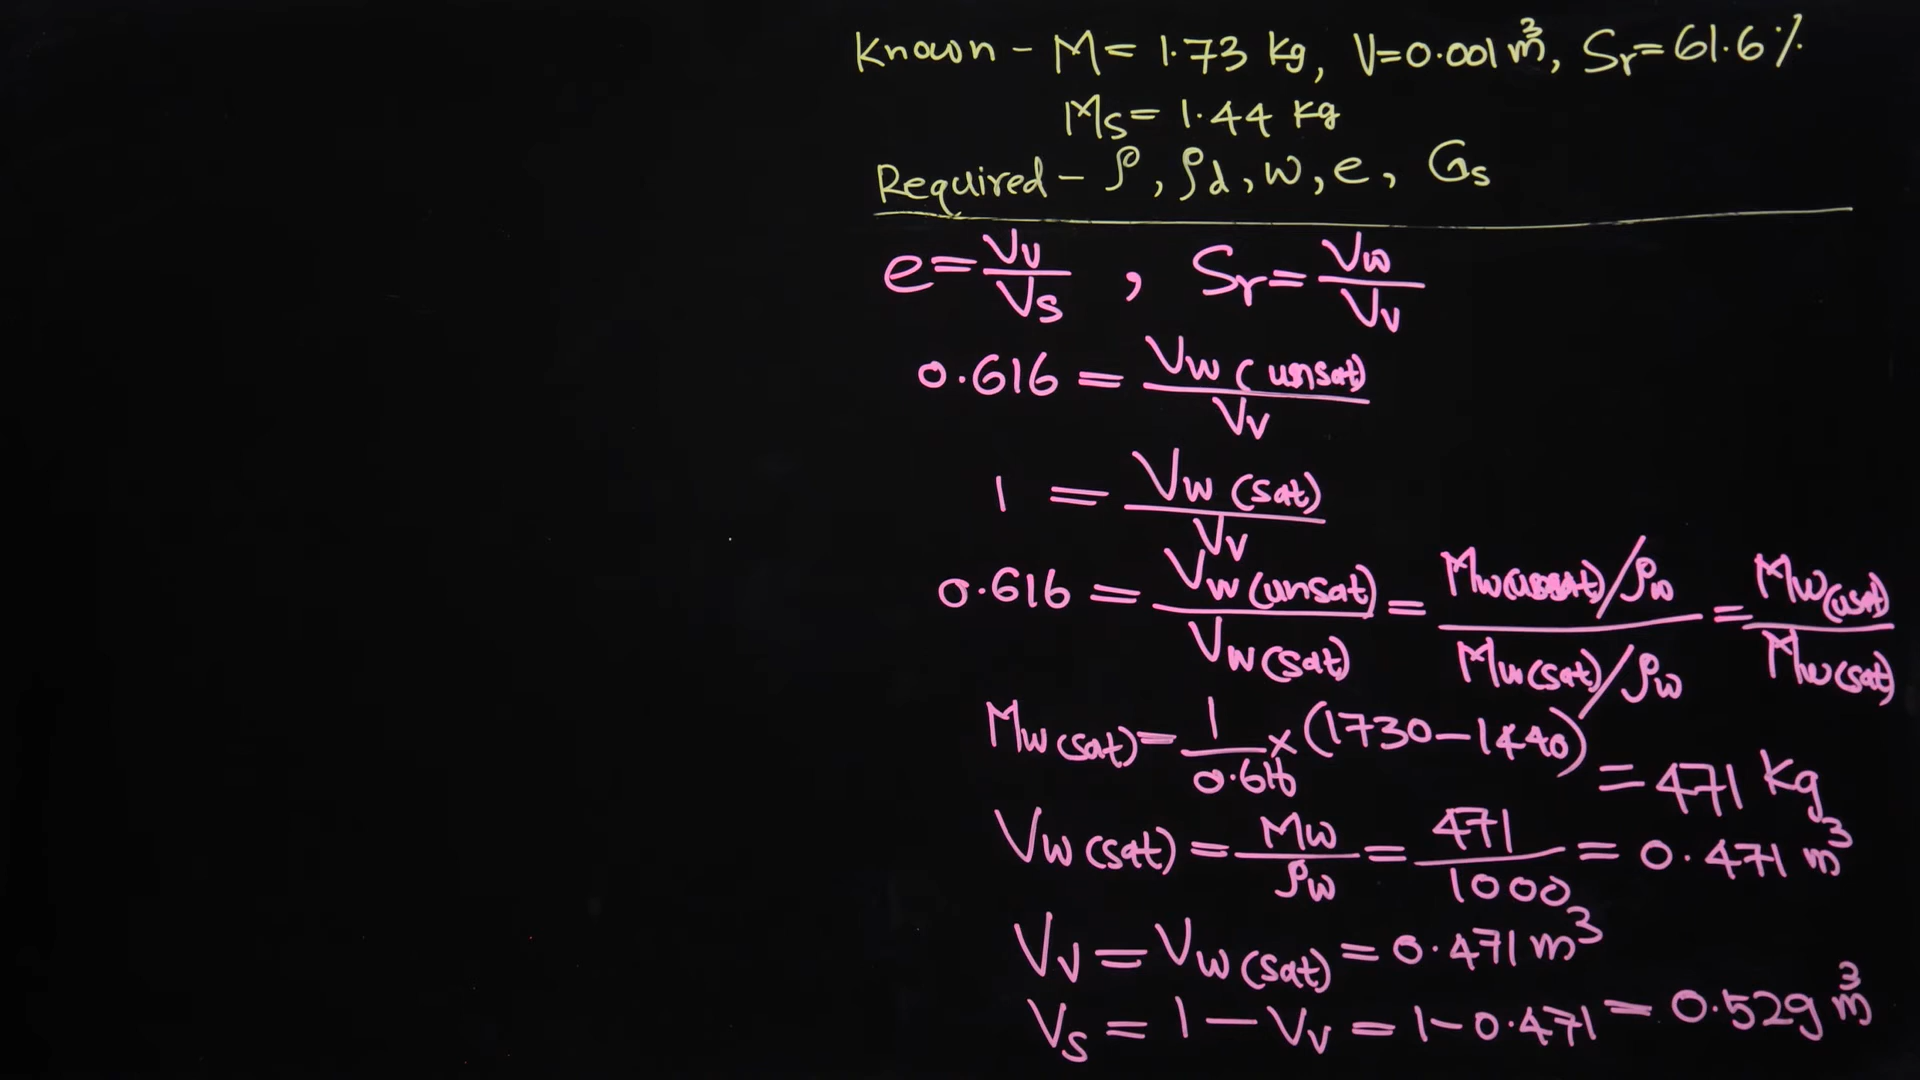 Known - M = 1.73 kg, V=0.001 m³, Sr=61.6%
Ms = 1.44 kg
Required - ρ, ρd, w, e, Gs
e = Vv/Vs , Sr = Vw/Vv
0.616 = Vw (unsat)/Vv
1 = Vw (sat)/Vv
0.616 = Vw (unsat)/Vw (sat) = (Mw(unsat)/ρw)/(Mw(sat)/ρw) = Mw(usat)/Mw(sat)
Mw (sat) = 1/0.616 × (1730-1440) = 471 kg
Vw (sat) = Mw/ρw = 471/1000 = 0.471 m³
Vv = Vw (sat) = 0.471 m³
Vs = 1 - Vv = 1-0.471 = 0.529 m³